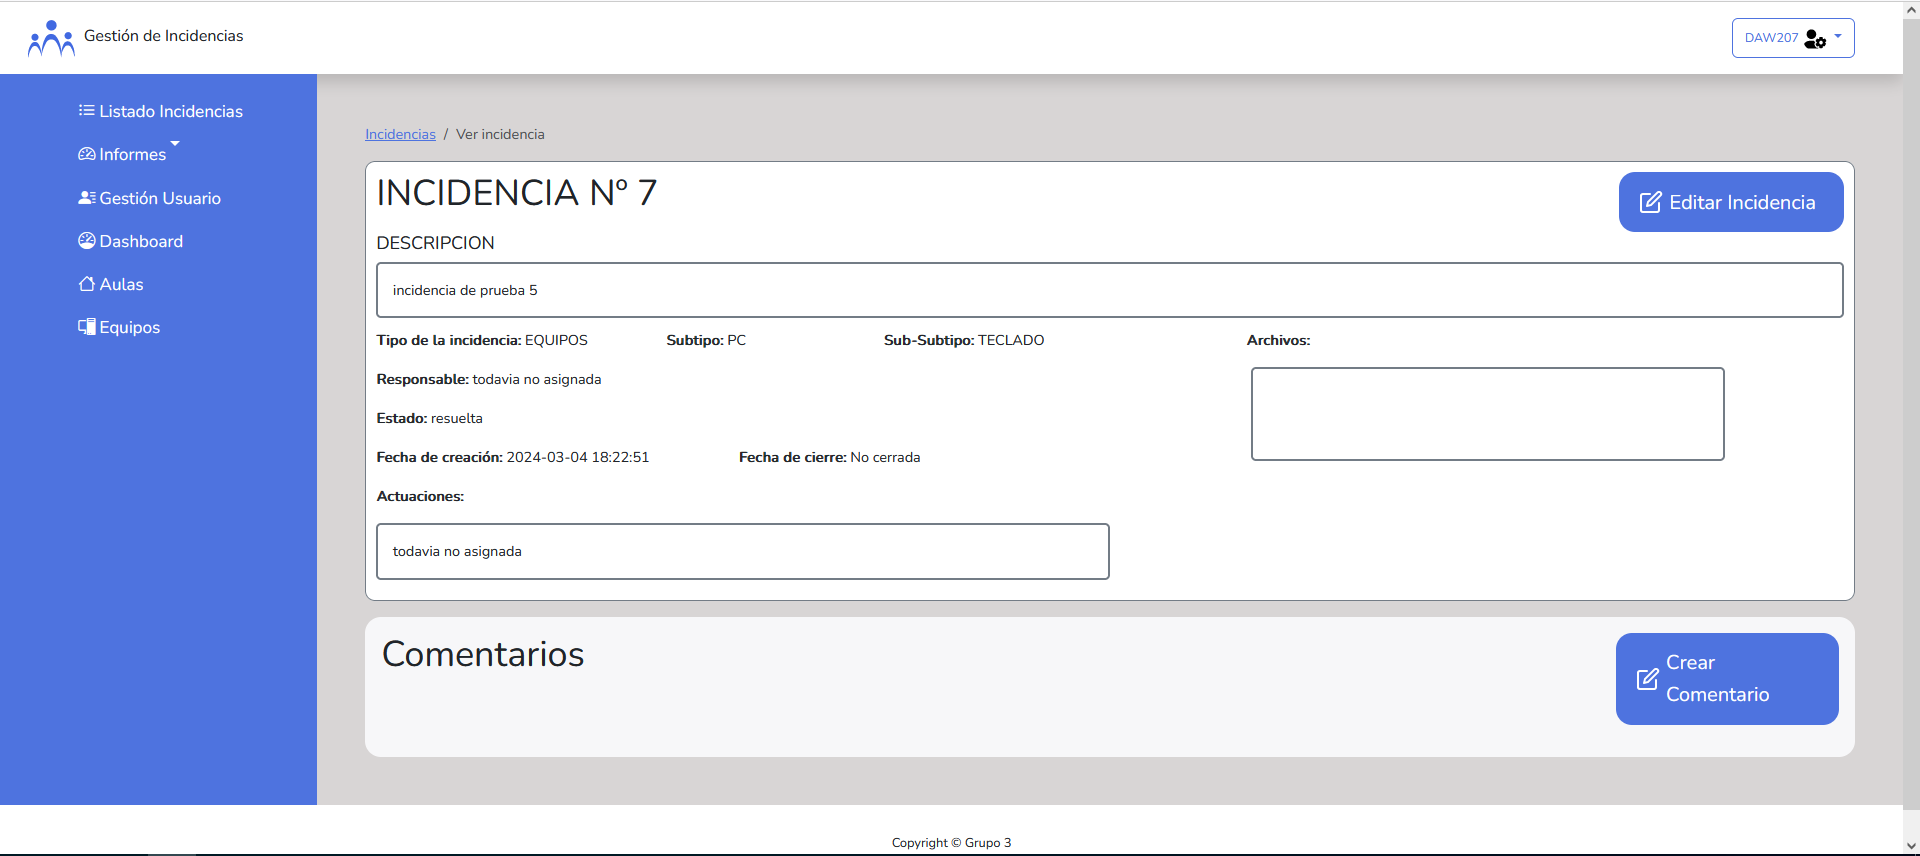 Gestión de Incidencias
DAW207
Listado Incidencias
Informes
Gestión Usuario
Dashboard
Aulas
Equipos
Incidencias / Ver incidencia
INCIDENCIA Nº 7
Editar Incidencia
DESCRIPCION
incidencia de prueba 5
Tipo de la incidencia: EQUIPOS Subtipo: PC Sub-Subtipo: TECLADO Archivos:
Responsable: todavia no asignada
Estado: resuelta
Fecha de creación: 2024-03-04 18:22:51 Fecha de cierre: No cerrada
Actuaciones:
todavia no asignada
Comentarios
Crear
Comentario
Copyright © Grupo 3